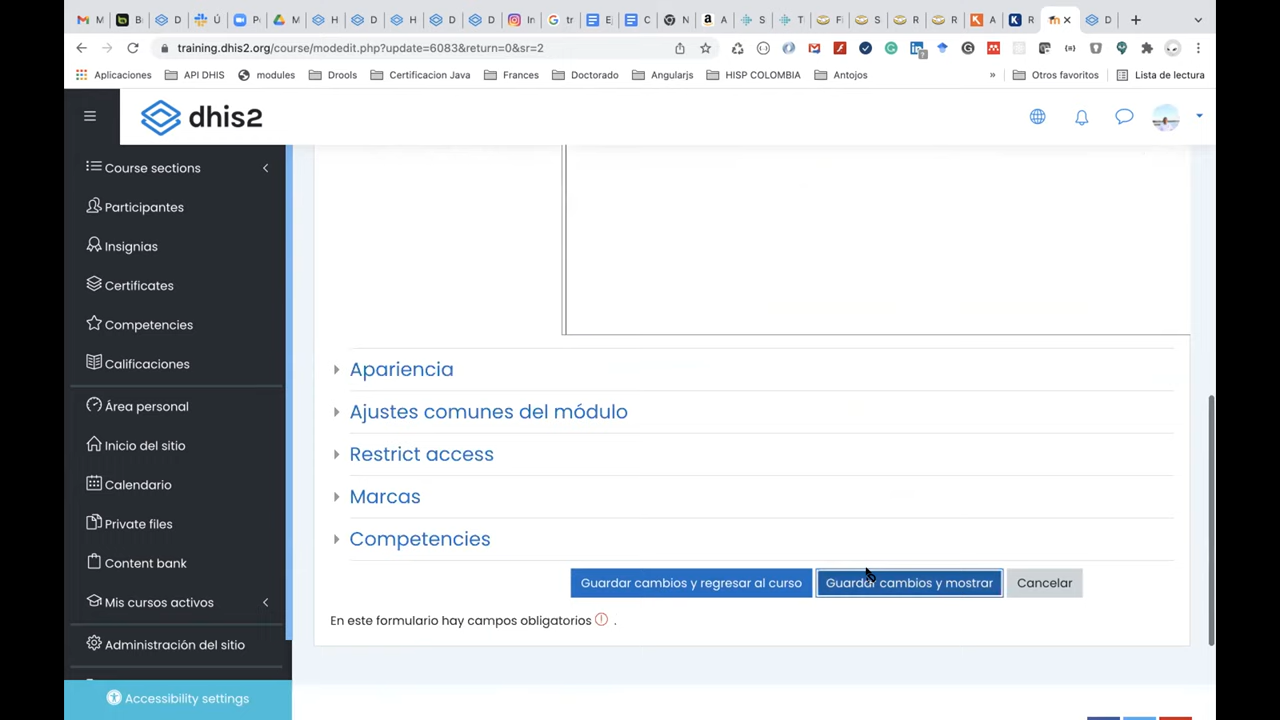 M
B
D
Ú
Pe
M
H
D
H
D
D
In
tr
E
C
N
A
S
T
F
S
R
R
A
R
D
training.dhis2.org/course/modedit.php?update=6083&return=0&sr=2
Aplicaciones API DHIS modules Drools Certificacion Java Frances Doctorado Angularjs HISP COLOMBIA Antojos » Otros favoritos Lista de lectura
dhis2
Course sections
Participantes
Insignias
Certificates
Competencies
Calificaciones
Área personal
Inicio del sitio
Calendario
Private files
Content bank
Mis cursos activos
Administración del sitio
Accessibility settings
Apariencia
Ajustes comunes del módulo
Restrict access
Marcas
Competencies
Guardar cambios y regresar al curso Guardar cambios y mostrar Cancelar
En este formulario hay campos obligatorios .